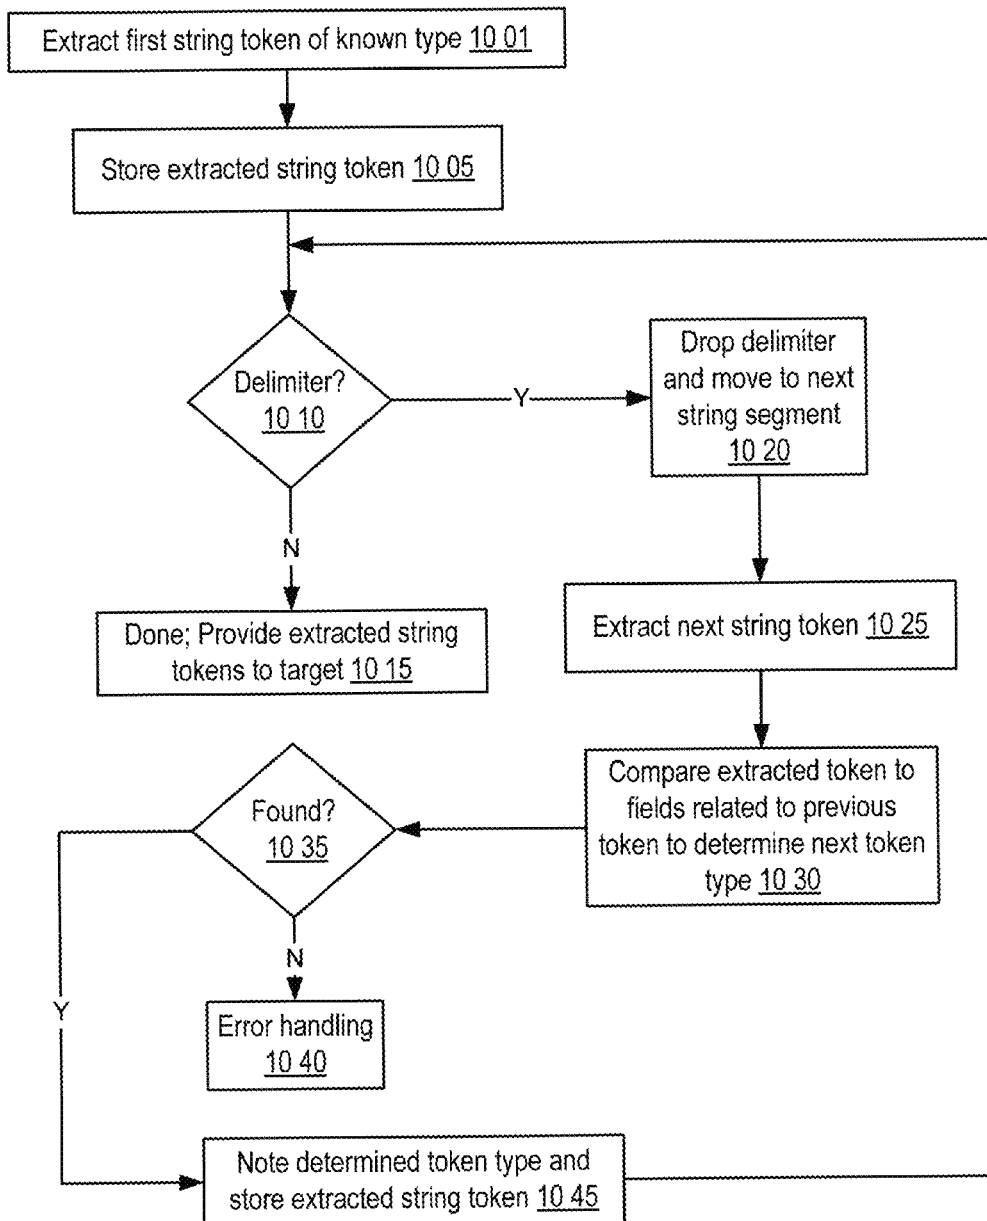 Extract first string token of known type 10 01
Store extracted string token 10 05
Delimiter?
10 10
Y
Drop delimiter
and move to next
string segment
10 20
N
Done; Provide extracted string
tokens to target 10 15
Extract next string token 10 25
Compare extracted token to
fields related to previous
token to determine next token
type 10 30
Found?
10 35
N
Y
Error handling
10 40
Note determined token type and
store extracted string token 10 45